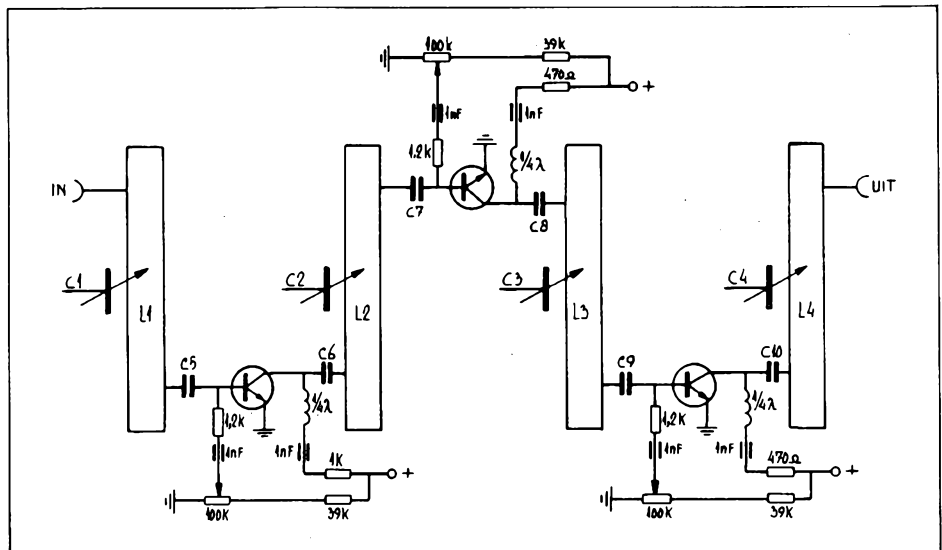 100k
39k
470Ω
+
1nF
1nF
1.2k
1/4λ
IN
UIT
C7
C8
C1
C2
C3
C4
L1
L2
L3
L4
C5
C6
C9
C10
1,2k
1/4λ
1,2k
1/4λ
1nF
1nF
1nF
1nF
1K
+
470Ω
+
100k
39k
100k
39k